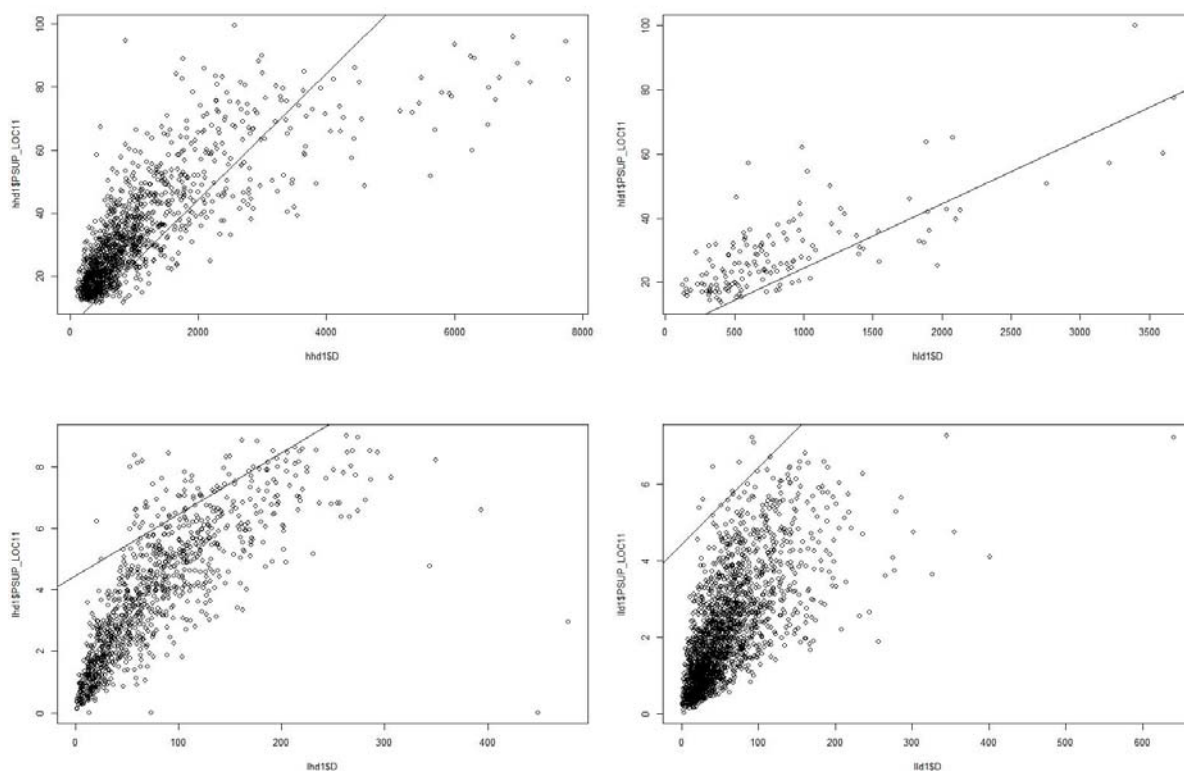 hhd1$PSUP_LOC11
20 40 60 80 100
0 2000 4000 6000 8000
hhd1$D
hld1$PSUP_LOC11
20 40 60 80 100
0 500 1000 1500 2000 2500 3000 3500
hld1$D
lhd1$PSUP_LOC11
0 2 4 6 8
0 100 200 300 400
lhd1$D
lld1$PSUP_LOC11
0 2 4 6
0 100 200 300 400 500 600
lld1$D